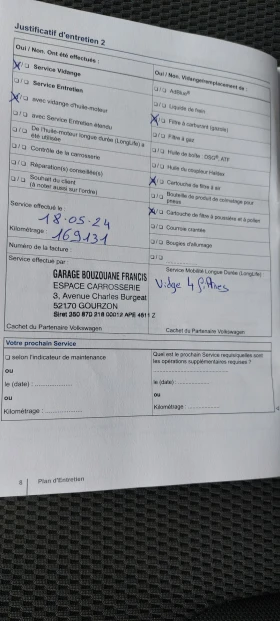 Justificatif d'entretien 2
Oui / Non. Ont été effectués :
Service Vidange
Service Entretien
avec vidange d'huile-moteur
avec Service Entretien étendu
De l'huile-moteur longue durée (LongLife) a été utilisée
Contrôle de la carrosserie
Réparation(s) conseillée(s)
Souhait du client
(à noter aussi sur l'ordre)
Oui / Non. Vidange/remplacement de :
AdBlue®
Liquide de frein
Filtre à carburant (gazole)
Filtre à gaz
Huile de boîte : DSG®, ATF
Huile du coupleur Haldex
Cartouche de filtre à air
Bouteille de produit de colmatage pour pneus
Cartouche de filtre à poussière et à pollen
Courroie crantée
Bougies d'allumage
Service effectué le :
18-05-24
Kilométrage : 169131
Numéro de la facture :
Service effectué par :
GARAGE BOUZOUANE FRANCIS
ESPACE CARROSSERIE
3, Avenue Charles Burgeat
52170 GOURZON
Cachet du Partenaire Volkswagen
Service Mobilité Longue Durée (LongLife)
4
Cachet du Partenaire Volkswagen
Votre prochain Service
selon l'indicateur de maintenance
ou
le (date) :
ou
Kilométrage :
Quel est le prochain Service requis/quelles sont les opérations supplémentaires requises ?
le (date) :
ou
Kilométrage :
Plan d'Entretien